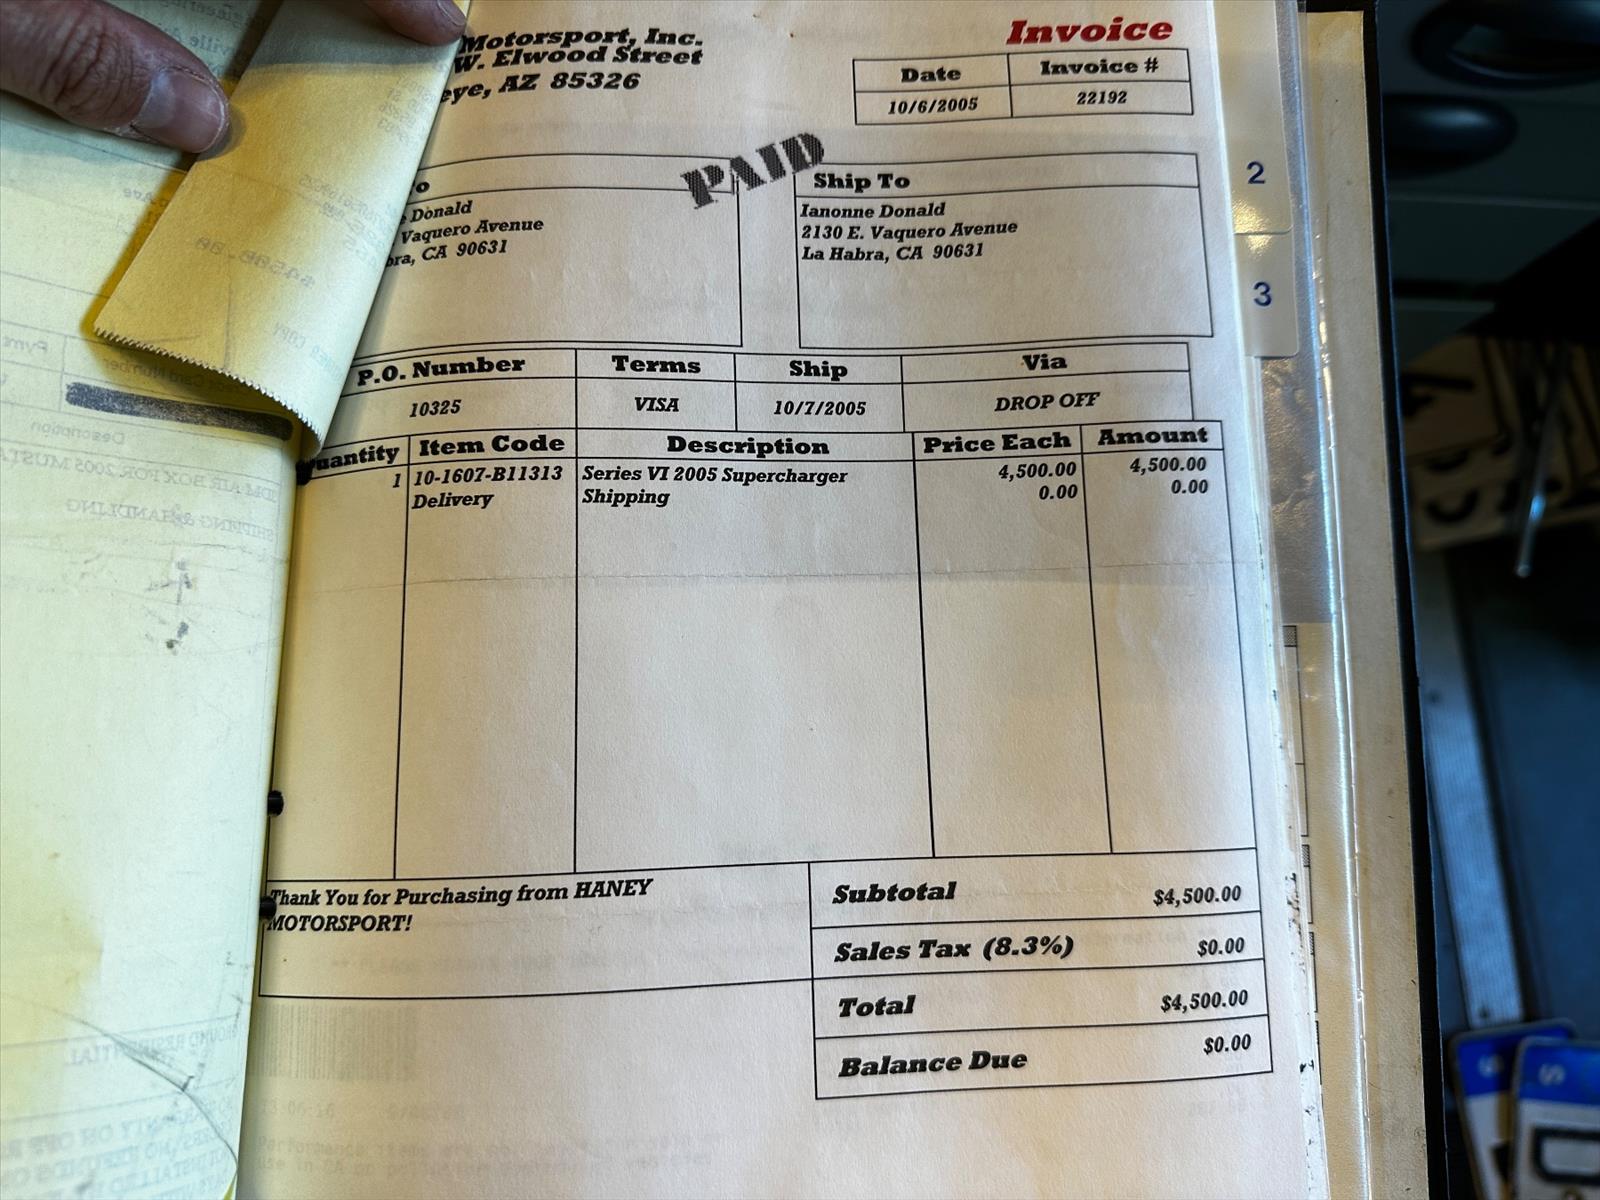 Motorsport, Inc.
W. Elwood Street
eye, AZ 85326
Invoice
Date Invoice #
10/6/2005 22192
PAID
o
Donald
Vaquero Avenue
bra, CA 90631
Ship To
Ianonne Donald
2130 E. Vaquero Avenue
La Habra, CA 90631
2
3
P.O. Number Terms Ship Via
10325 VISA 10/7/2005 DROP OFF
uantity Item Code Description Price Each Amount
1 10-1607-B11313 Series VI 2005 Supercharger 4,500.00 4,500.00
Delivery Shipping 0.00 0.00
Thank You for Purchasing from HANEY
MOTORSPORT!
Subtotal $4,500.00
Sales Tax (8.3%) $0.00
Total $4,500.00
Balance Due $0.00
Description
SHIPPING & HANDLING